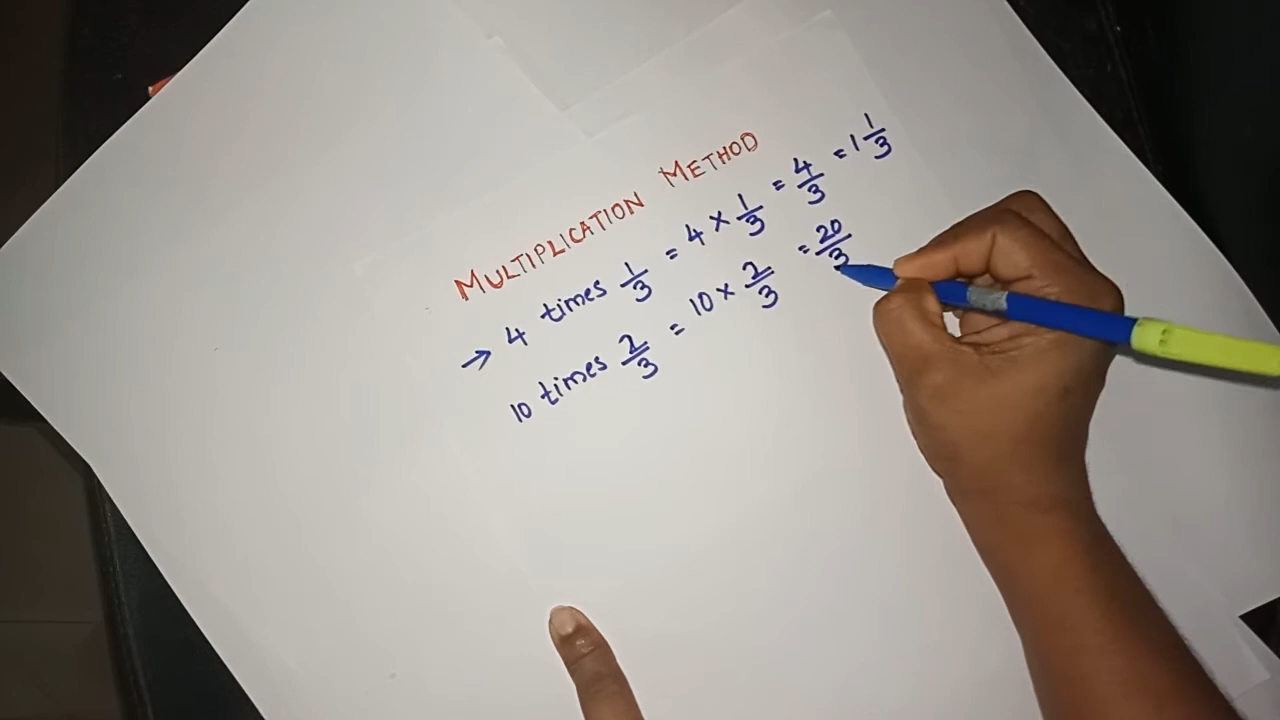 MULTIPLICATION METHOD
→ 4 times 1/3 = 4 × 1/3 = 4/3 = 1 1/3
10 times 2/3 = 10 × 2/3 = 20/3